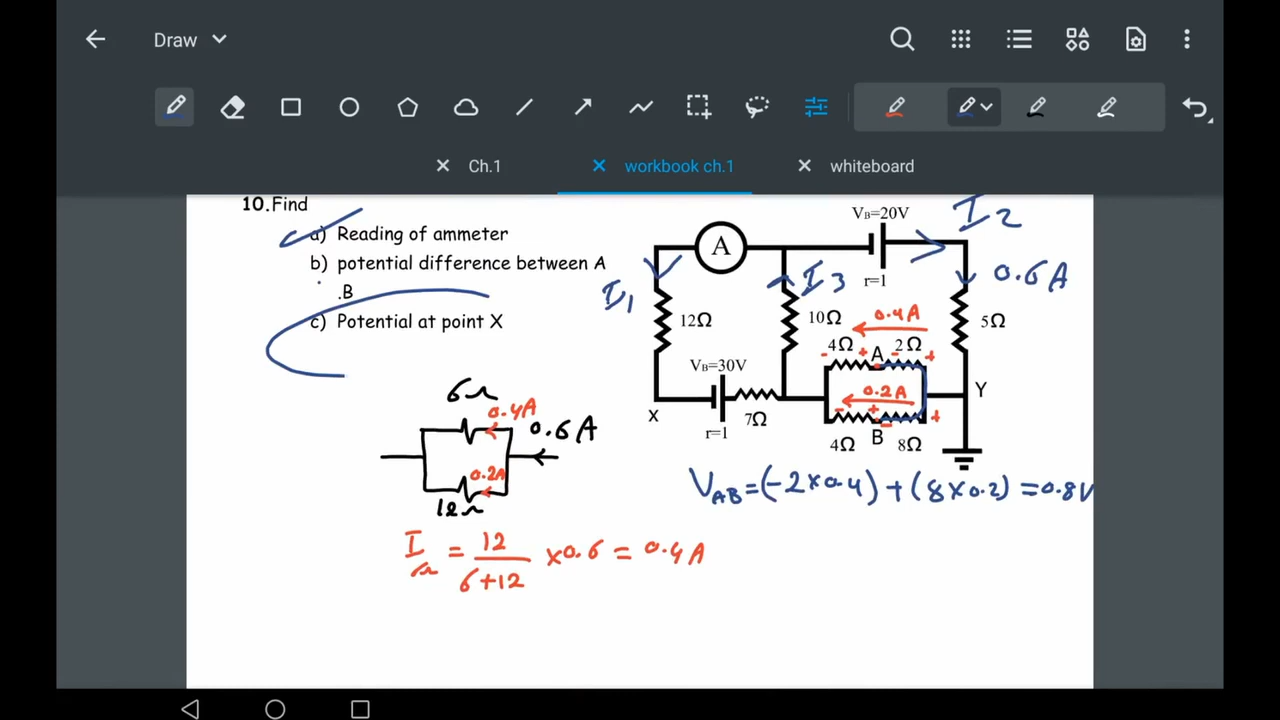 Draw
Ch.1
workbook ch.1
whiteboard
10. Find
a) Reading of ammeter
b) potential difference between A
.B
c) Potential at point X
VB=20V
I2
A
r=1
I1
I3
0.6A
12Ω
10Ω
0.4A
5Ω
4Ω
A
2Ω
- + - +
VB=30V
0.2A
Y
X
7Ω
- + - +
r=1
4Ω
B
8Ω
6Ω
0.4A
0.6A
0.2A
12Ω
VAB=(-2×0.4)+(8×0.2)=0.8V
I6Ω = 12/6+12 ×0.6 = 0.4A